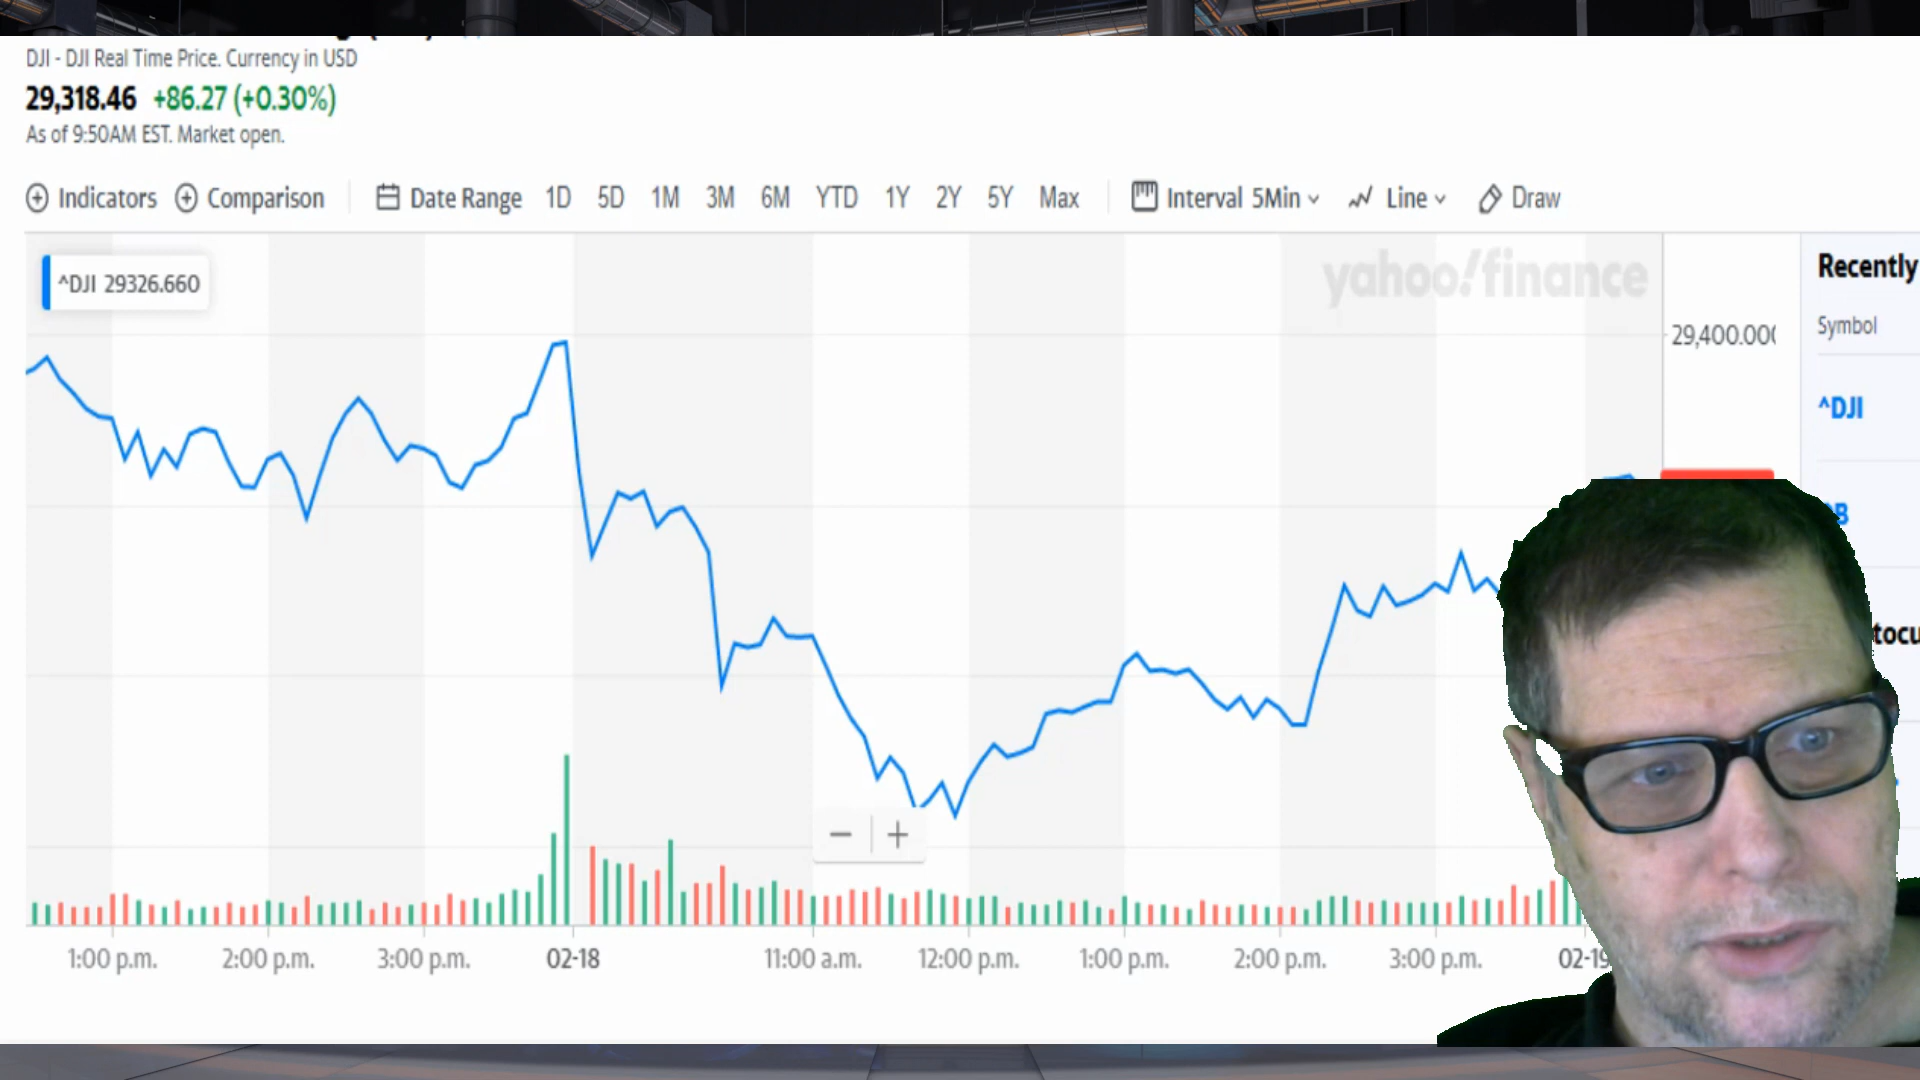 DJI - DJI Real Time Price. Currency in USD
29,318.46 +86.27 (+0.30%)
As of 9:50AM EST. Market open.
Indicators Comparison Date Range 1D 5D 1M 3M 6M YTD 1Y 2Y 5Y Max Interval 5Min Line Draw
^DJI 29326.660
yahoo!finance
29,400.00
Recently
Symbol
^DJI
B
tocu
1:00 p.m. 2:00 p.m. 3:00 p.m. 02-18 11:00 a.m. 12:00 p.m. 1:00 p.m. 2:00 p.m. 3:00 p.m. 02-19